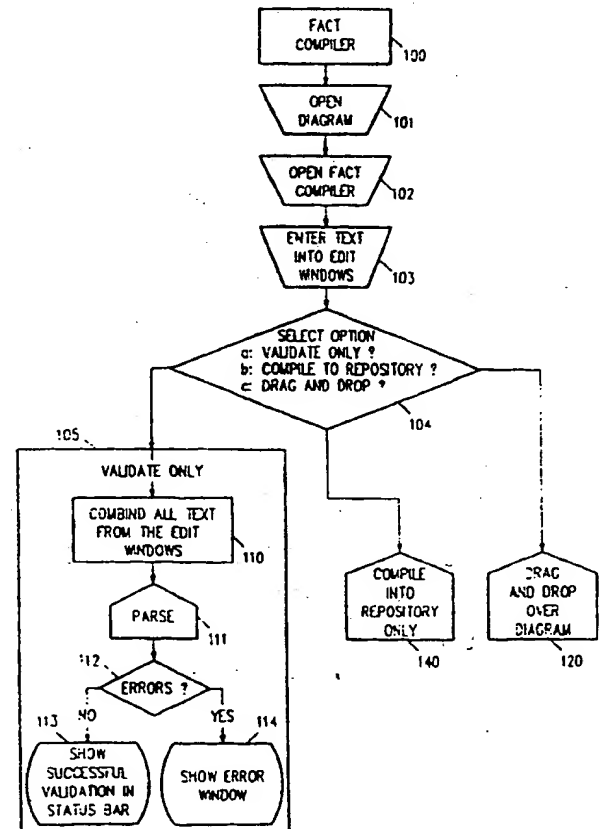 FACT
COMPILER
100
OPEN
DIAGRAM
101
OPEN FACT
COMPILER
102
ENTER TEXT
INTO EDIT
WINDOWS
103
SELECT OPTION
a: VALIDATE ONLY ?
b: COMPILE TO REPOSITORY ?
c: DRAG AND DROP ?
104
105
VALIDATE ONLY
COMBIND ALL TEXT
FROM THE EDIT
WINDOWS
110
PARSE
111
112
ERRORS ?
NO
YES
113
SHOW
SUCCESSFUL
VALIDATION IN
STATUS BAR
114
SHOW ERROR
WINDOW
COMPILE
INTO
REPOSITORY
ONLY
140
DRAG
AND DROP
OVER
DIAGRAM
120